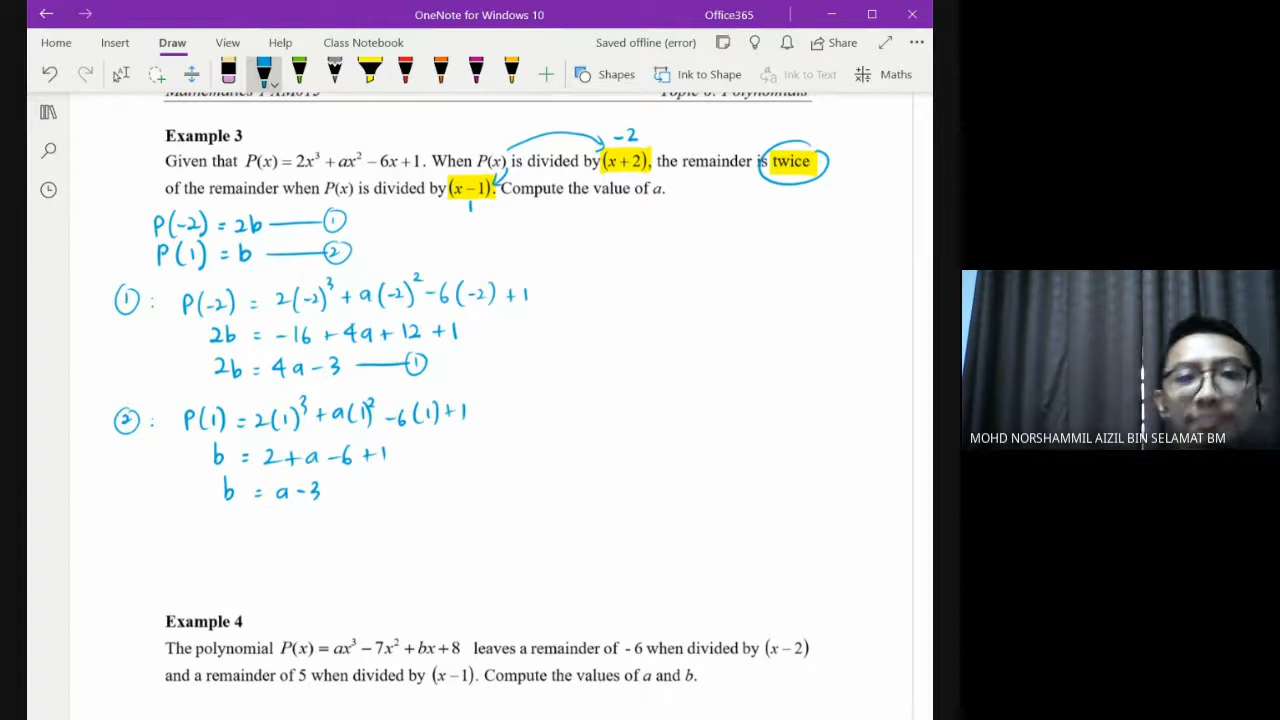 OneNote for Windows 10
Office365
Home Insert Draw View Help Class Notebook
Saved offline (error)
Share
Shapes
Ink to Shape
Ink to Text
Maths
Example 3
-2
Given that P(x) = 2x³ + ax² − 6x + 1. When P(x) is divided by (x + 2), the remainder is twice
of the remainder when P(x) is divided by (x − 1). Compute the value of a.
1
P(-2) = 2b —— ①
P(1) = b —— ②
① : P(-2) = 2(-2)³ + a(-2)² - 6(-2) + 1
2b = -16 + 4a + 12 + 1
2b = 4a - 3 —— ①
② : P(1) = 2(1)³ + a(1)² - 6(1) + 1
b = 2 + a - 6 + 1
b = a - 3
Example 4
The polynomial P(x) = ax³ − 7x² + bx + 8 leaves a remainder of - 6 when divided by (x − 2)
and a remainder of 5 when divided by (x − 1). Compute the values of a and b.
MOHD NORSHAMMIL AIZIL BIN SELAMAT BM